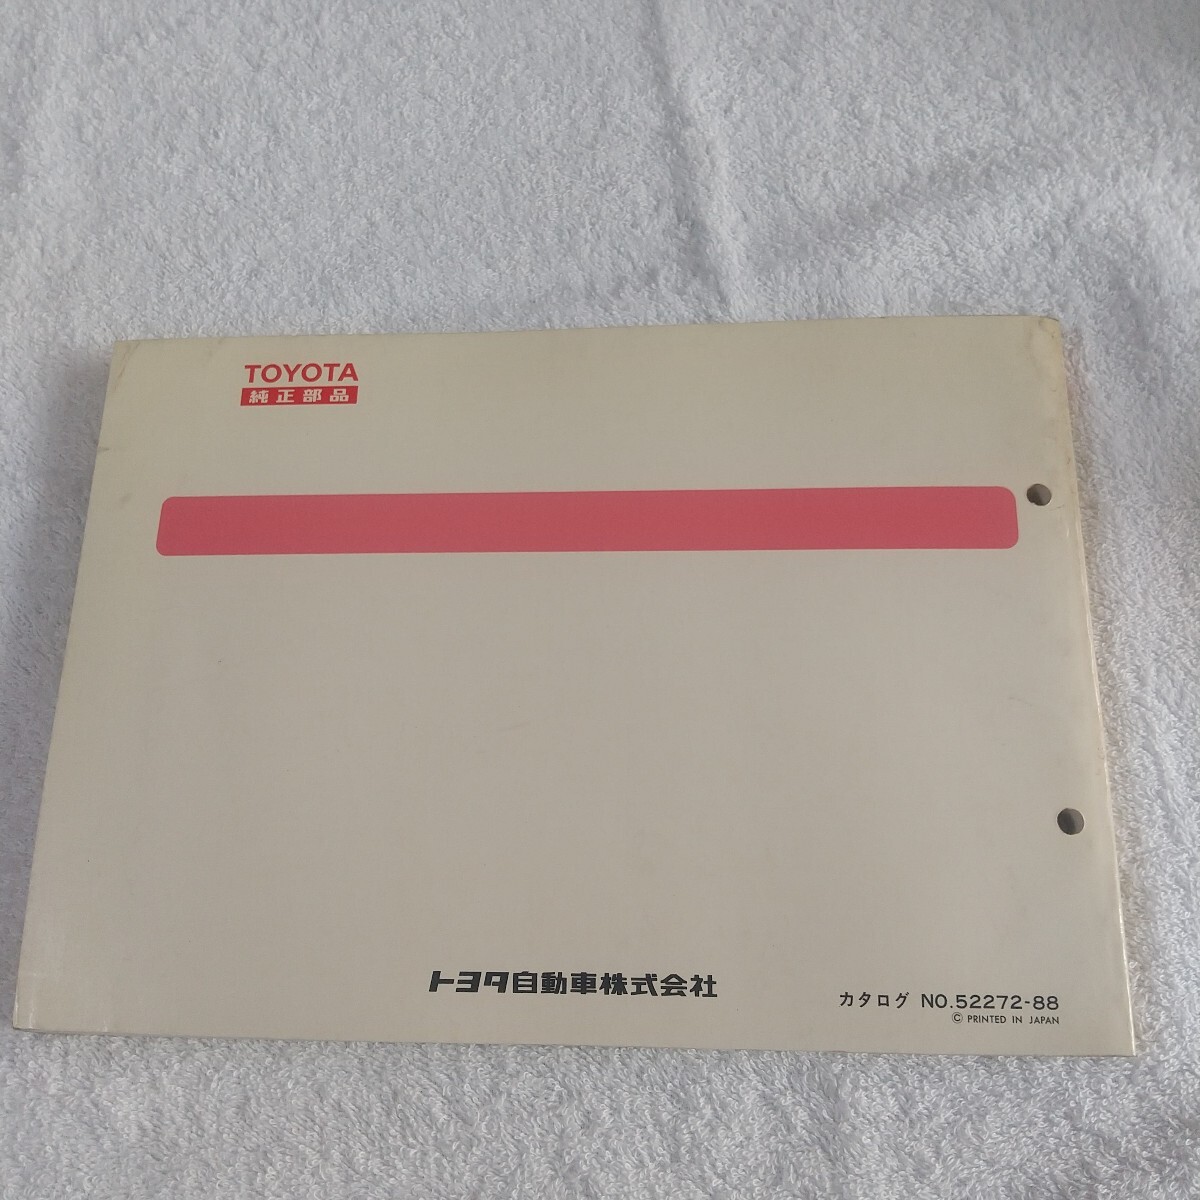 TOYOTA
純正部品
トヨタ自動車株式会社
カタログ NO.52272-88
© PRINTED IN JAPAN